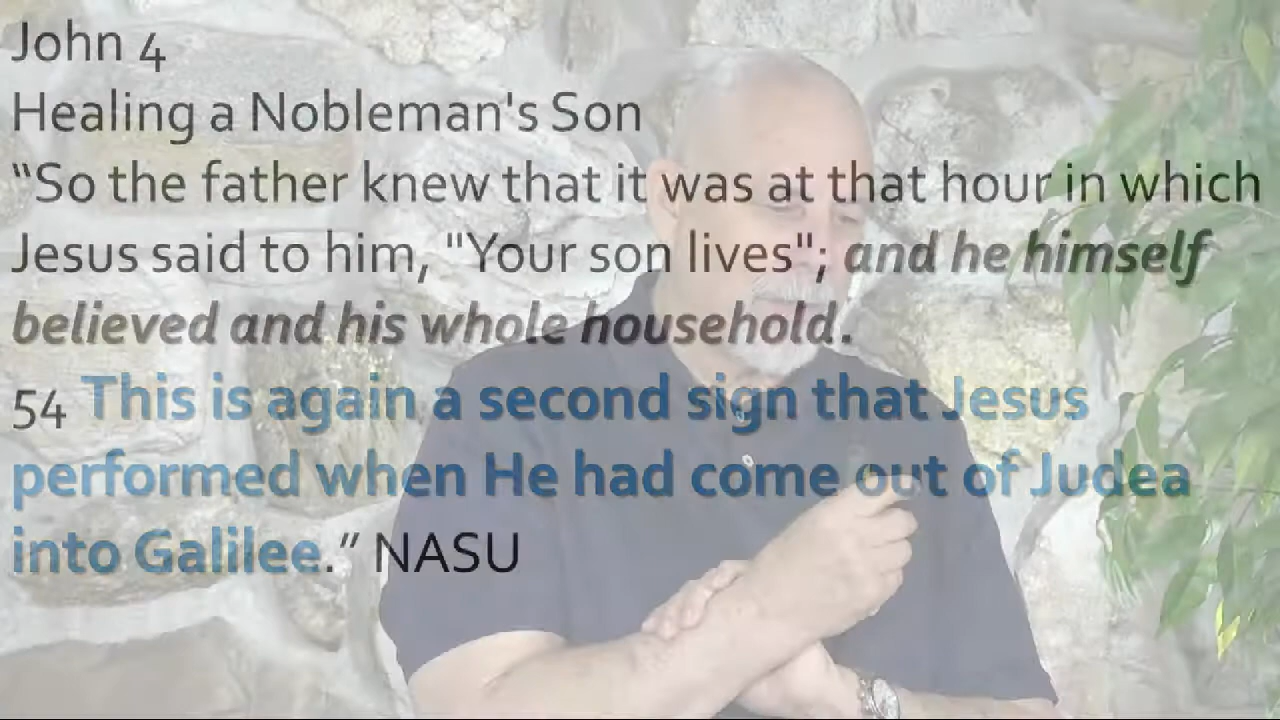 John 4
Healing a Nobleman's Son
“So the father knew that it was at that hour in which
Jesus said to him, "Your son lives"; and he himself
believed and his whole household.
54 This is again a second sign that Jesus
performed when He had come out of Judea
into Galilee.” NASU